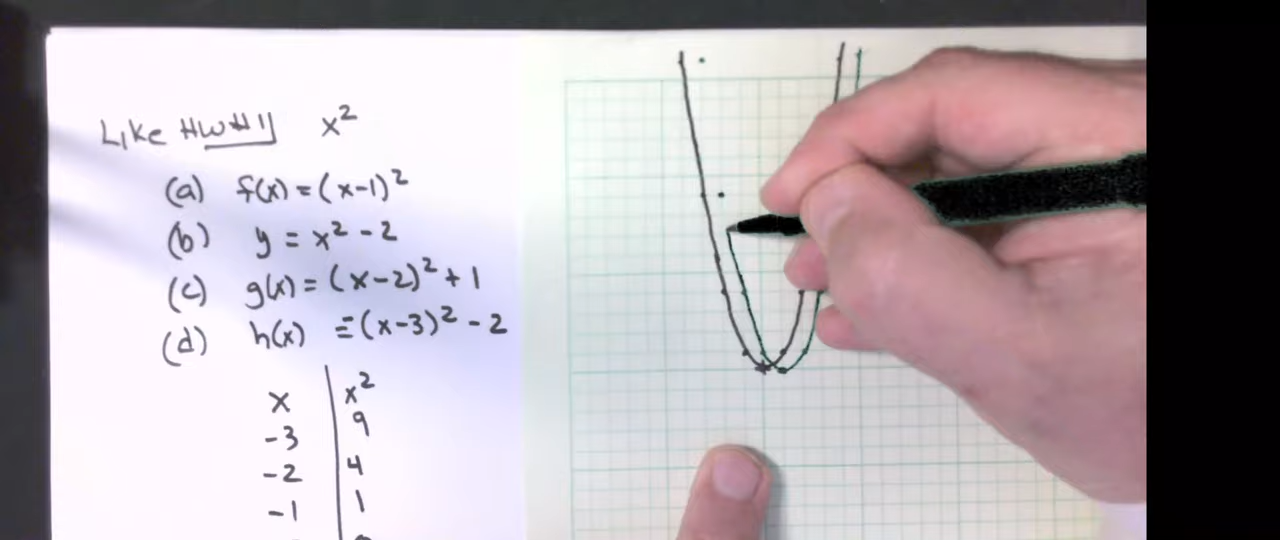 Like HW#11 x²
(a) f(x) = (x-1)²
(b) y = x² - 2
(c) g(x) = (x-2)² + 1
(d) h(x) = (x-3)² - 2
x x²
-3 9
-2 4
-1 1